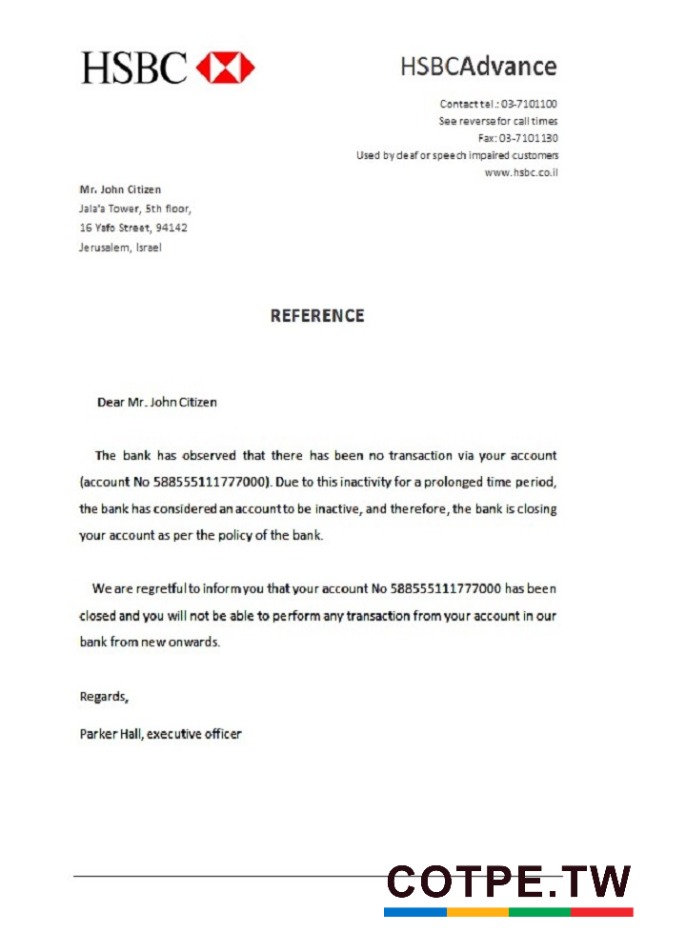 HSBC
HSBCAdvance
Contact tel.: 03-7101100
See reverse for call times
Fax: 03-7101130
Used by deaf or speech impaired customers
www.hsbc.co.il
Mr. John Citizen
Jala'a Tower, 5th floor,
16 Yafo Street, 94142
Jerusalem, Israel
REFERENCE
Dear Mr. John Citizen
The bank has observed that there has been no transaction via your account
(account No 588555111777000). Due to this inactivity for a prolonged time period,
the bank has considered an account to be inactive, and therefore, the bank is closing
your account as per the policy of the bank.
We are regretful to inform you that your account No 588555111777000 has been
closed and you will not be able to perform any transaction from your account in our
bank from new onwards.
Regards,
Parker Hall, executive officer
COTPE.TW